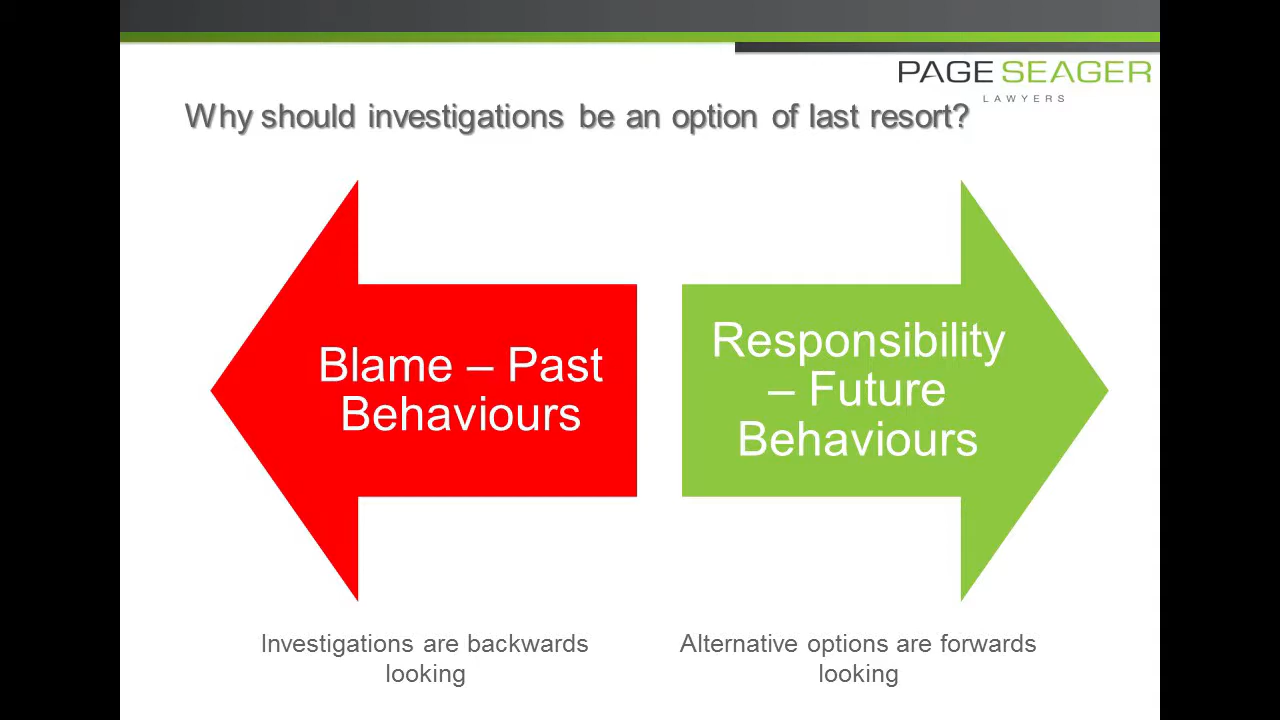 PAGE SEAGER
LAWYERS
Why should investigations be an option of last resort?
Blame – Past
Behaviours
Responsibility
– Future
Behaviours
Investigations are backwards
looking
Alternative options are forwards
looking